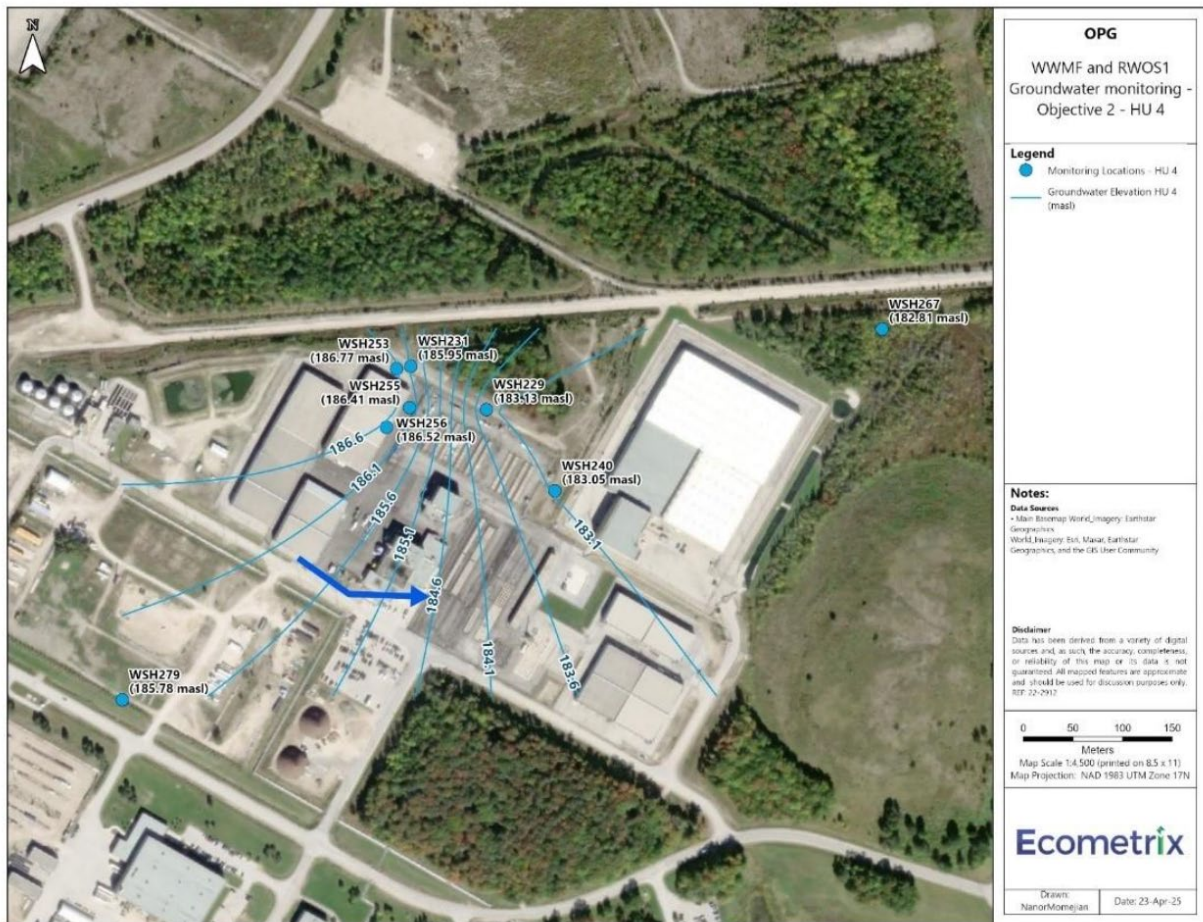 N
WSH267
(182.81 masl)
WSH253
(186.77 masl)
WSH231
(185.95 masl)
WSH255
(186.41 masl)
WSH229
(183.13 masl)
WSH256
(186.52 masl)
186.6
186.1
185.6
185.1
184.6
184.1
183.6
183.1
WSH240
(183.05 masl)
WSH279
(185.78 masl)
OPG
WWMF and RWOS1
Groundwater monitoring -
Objective 2 - HU 4
Legend
Monitoring Locations - HU 4
Groundwater Elevation HU 4
(masl)
Notes:
Data Sources
• Main Basemap World_Imagery: Earthstar
Geographics
World_Imagery: Esri, Maxar, Earthstar
Geographics, and the GIS User Community
Disclaimer
Data has been derived from a variety of digital
sources and, as such, the accuracy, completeness,
or reliability of this map or its data is not
guaranteed. All mapped features are approximate
and should be used for discussion purposes only.
REF: 22-2912
0 50 100 150
Meters
Map Scale 1:4,500 (printed on 8.5 x 11)
Map Projection: NAD 1983 UTM Zone 17N
Ecometrix
Drawn:
NanorMomejian
Date: 23-Apr-25